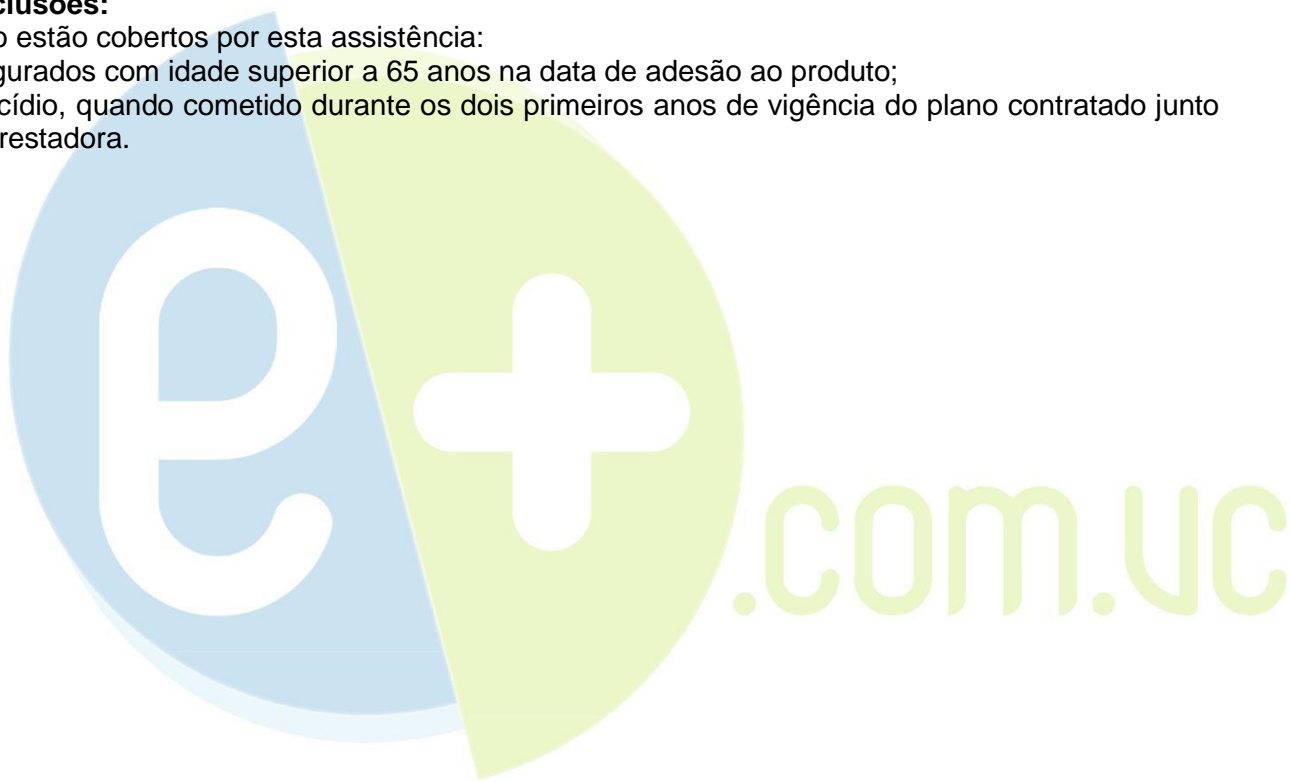 clusões:
o estão cobertos por esta assistência:
gurados com idade superior a 65 anos na data de adesão ao produto;
cídio, quando cometido durante os dois primeiros anos de vigência do plano contratado junto
restadora.
e+
.com.vc